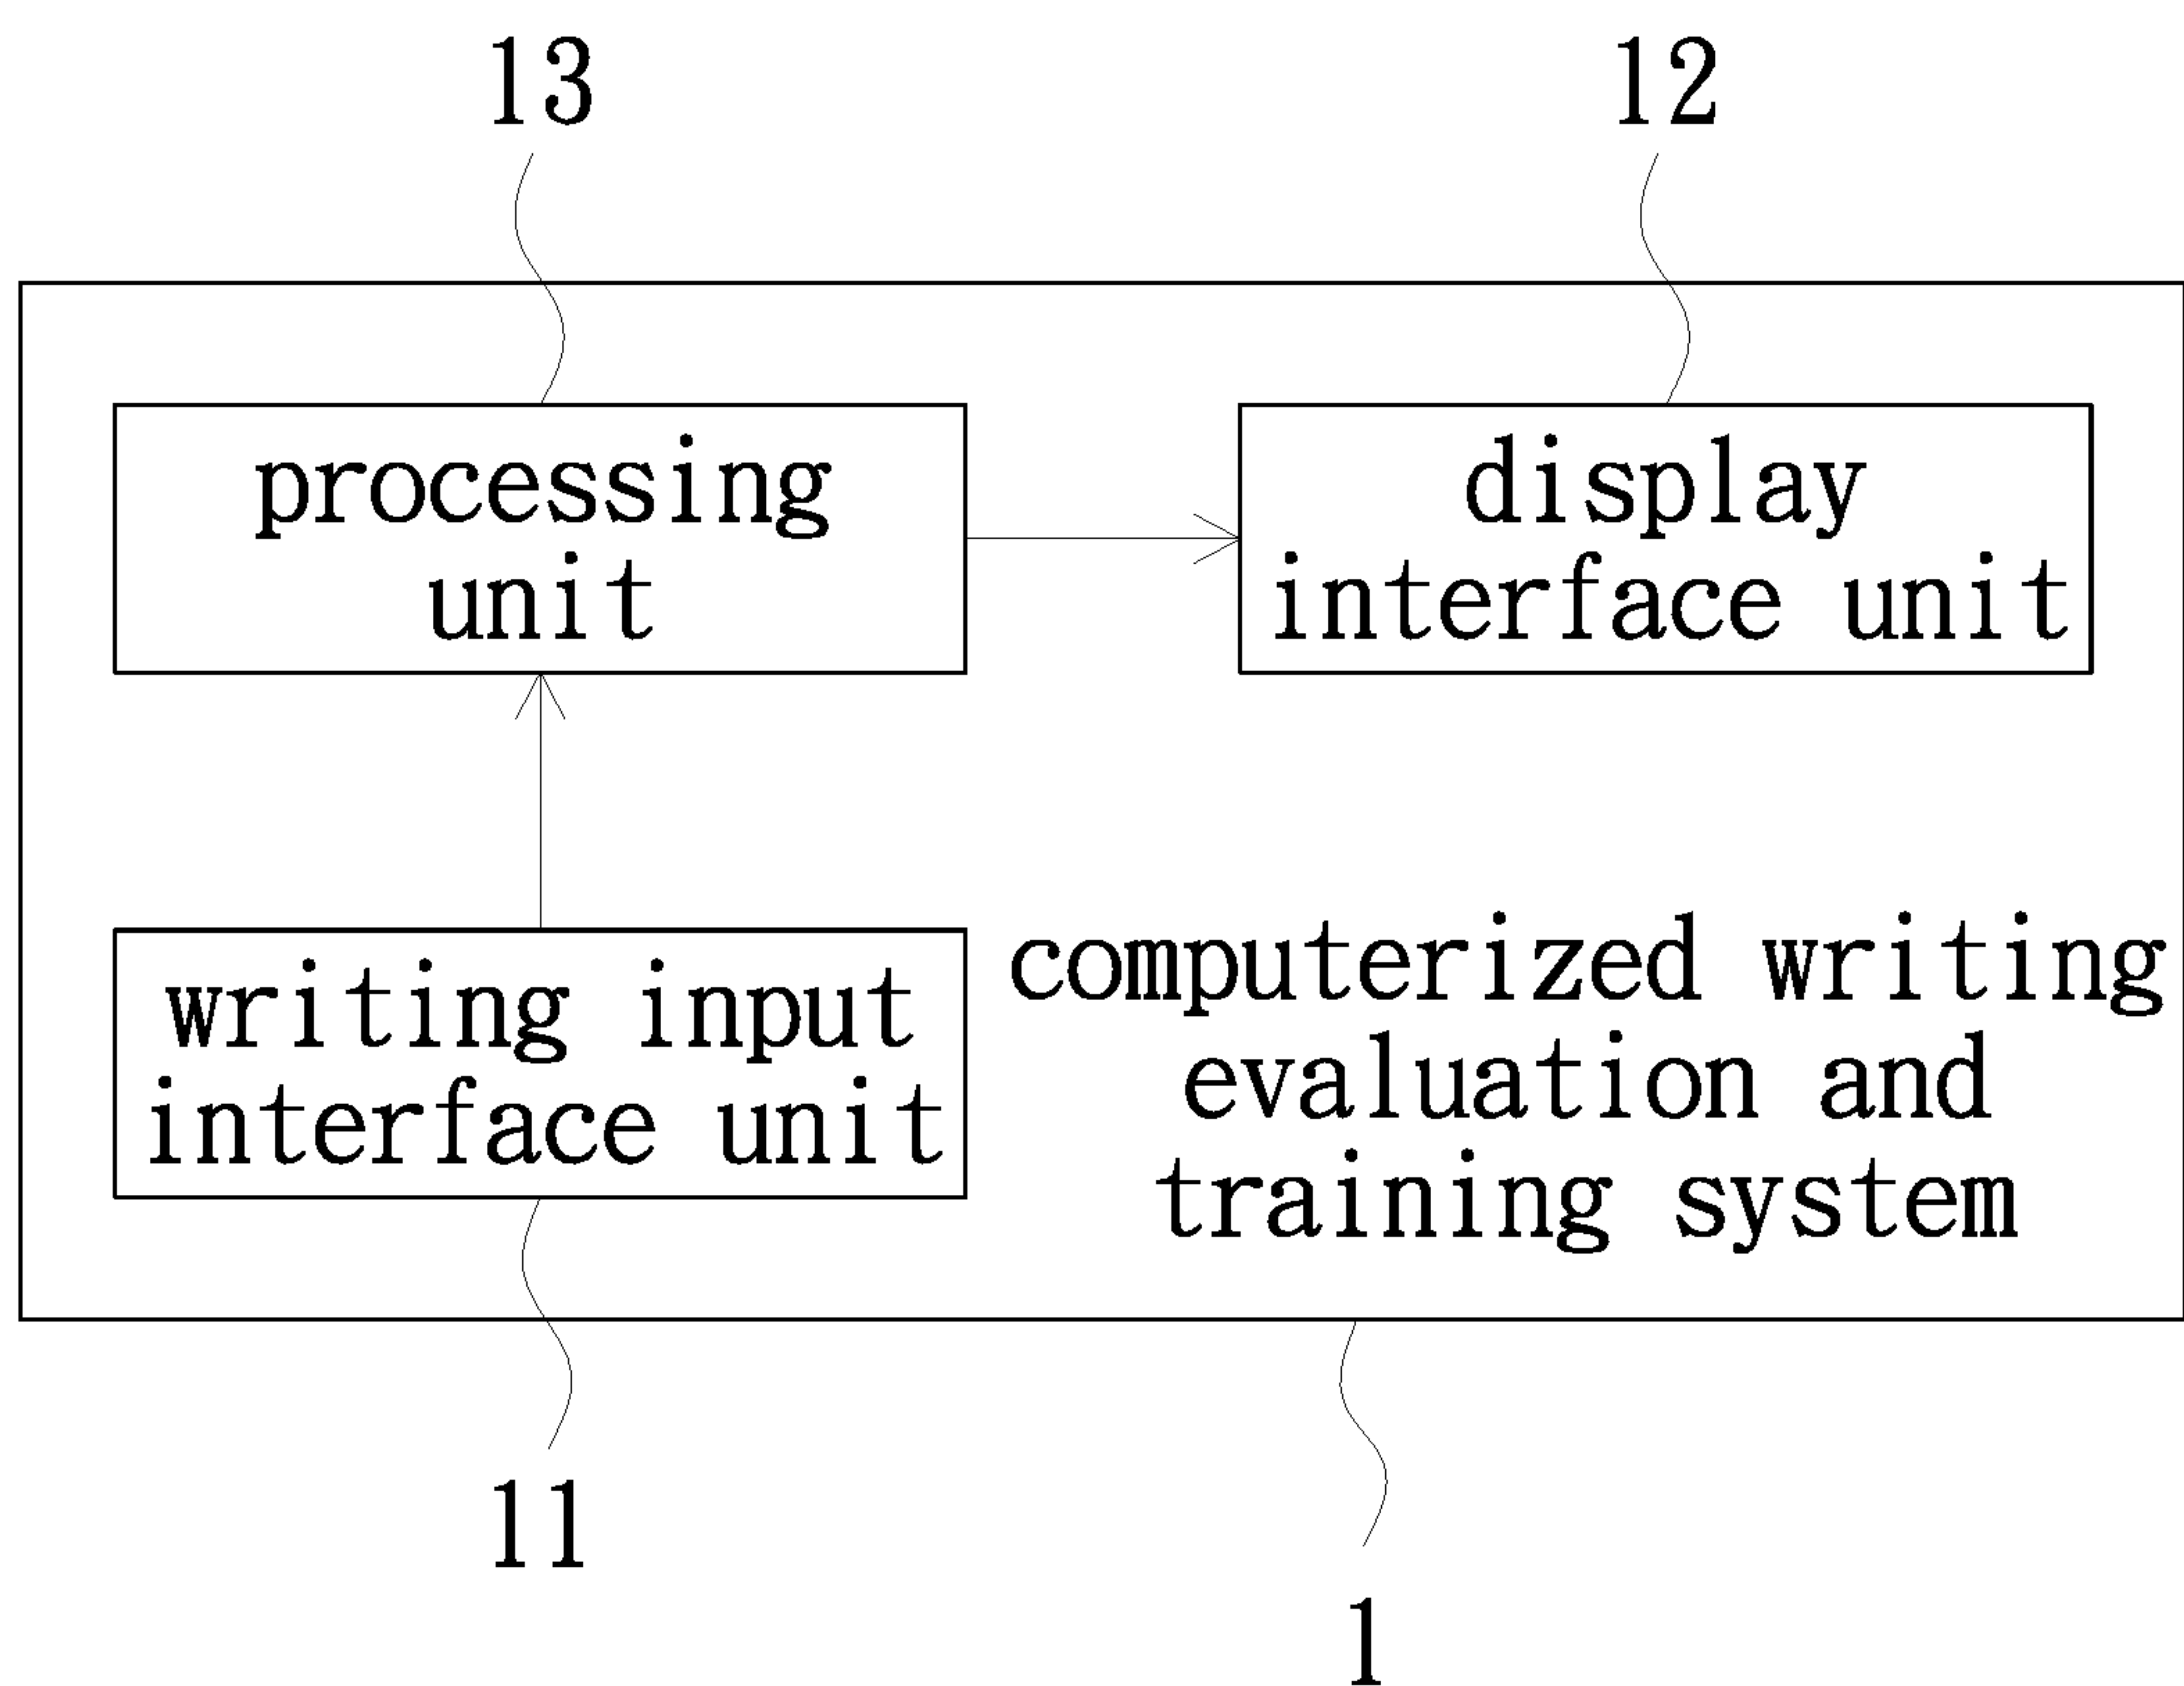 13
12
processing
unit
display
interface unit
writing input
interface unit
computerized writing
evaluation and
training system
11
1